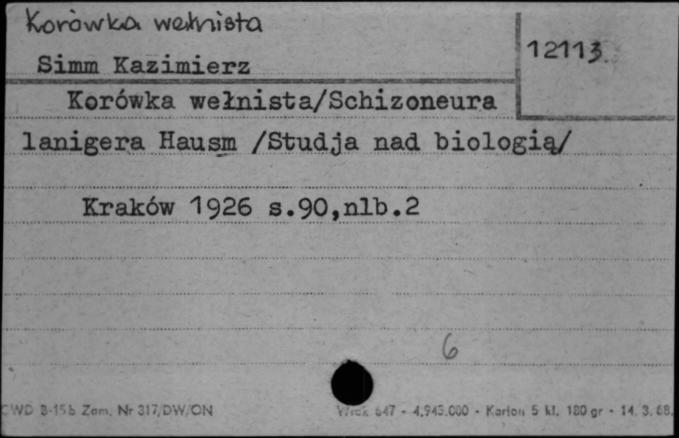 Korówka wełnista
12113
Simm Kazimierz
Korówka wełnista/Schizoneura
lanigera Hausm /Studja nad biologią/
Kraków 1926 s.90,nlb.2
6
CWD B-15b Zam. Nr 317/DW/ON
647 - 4.945.000 - Karton 5 kl. 180 gr - 14. 3. 68.